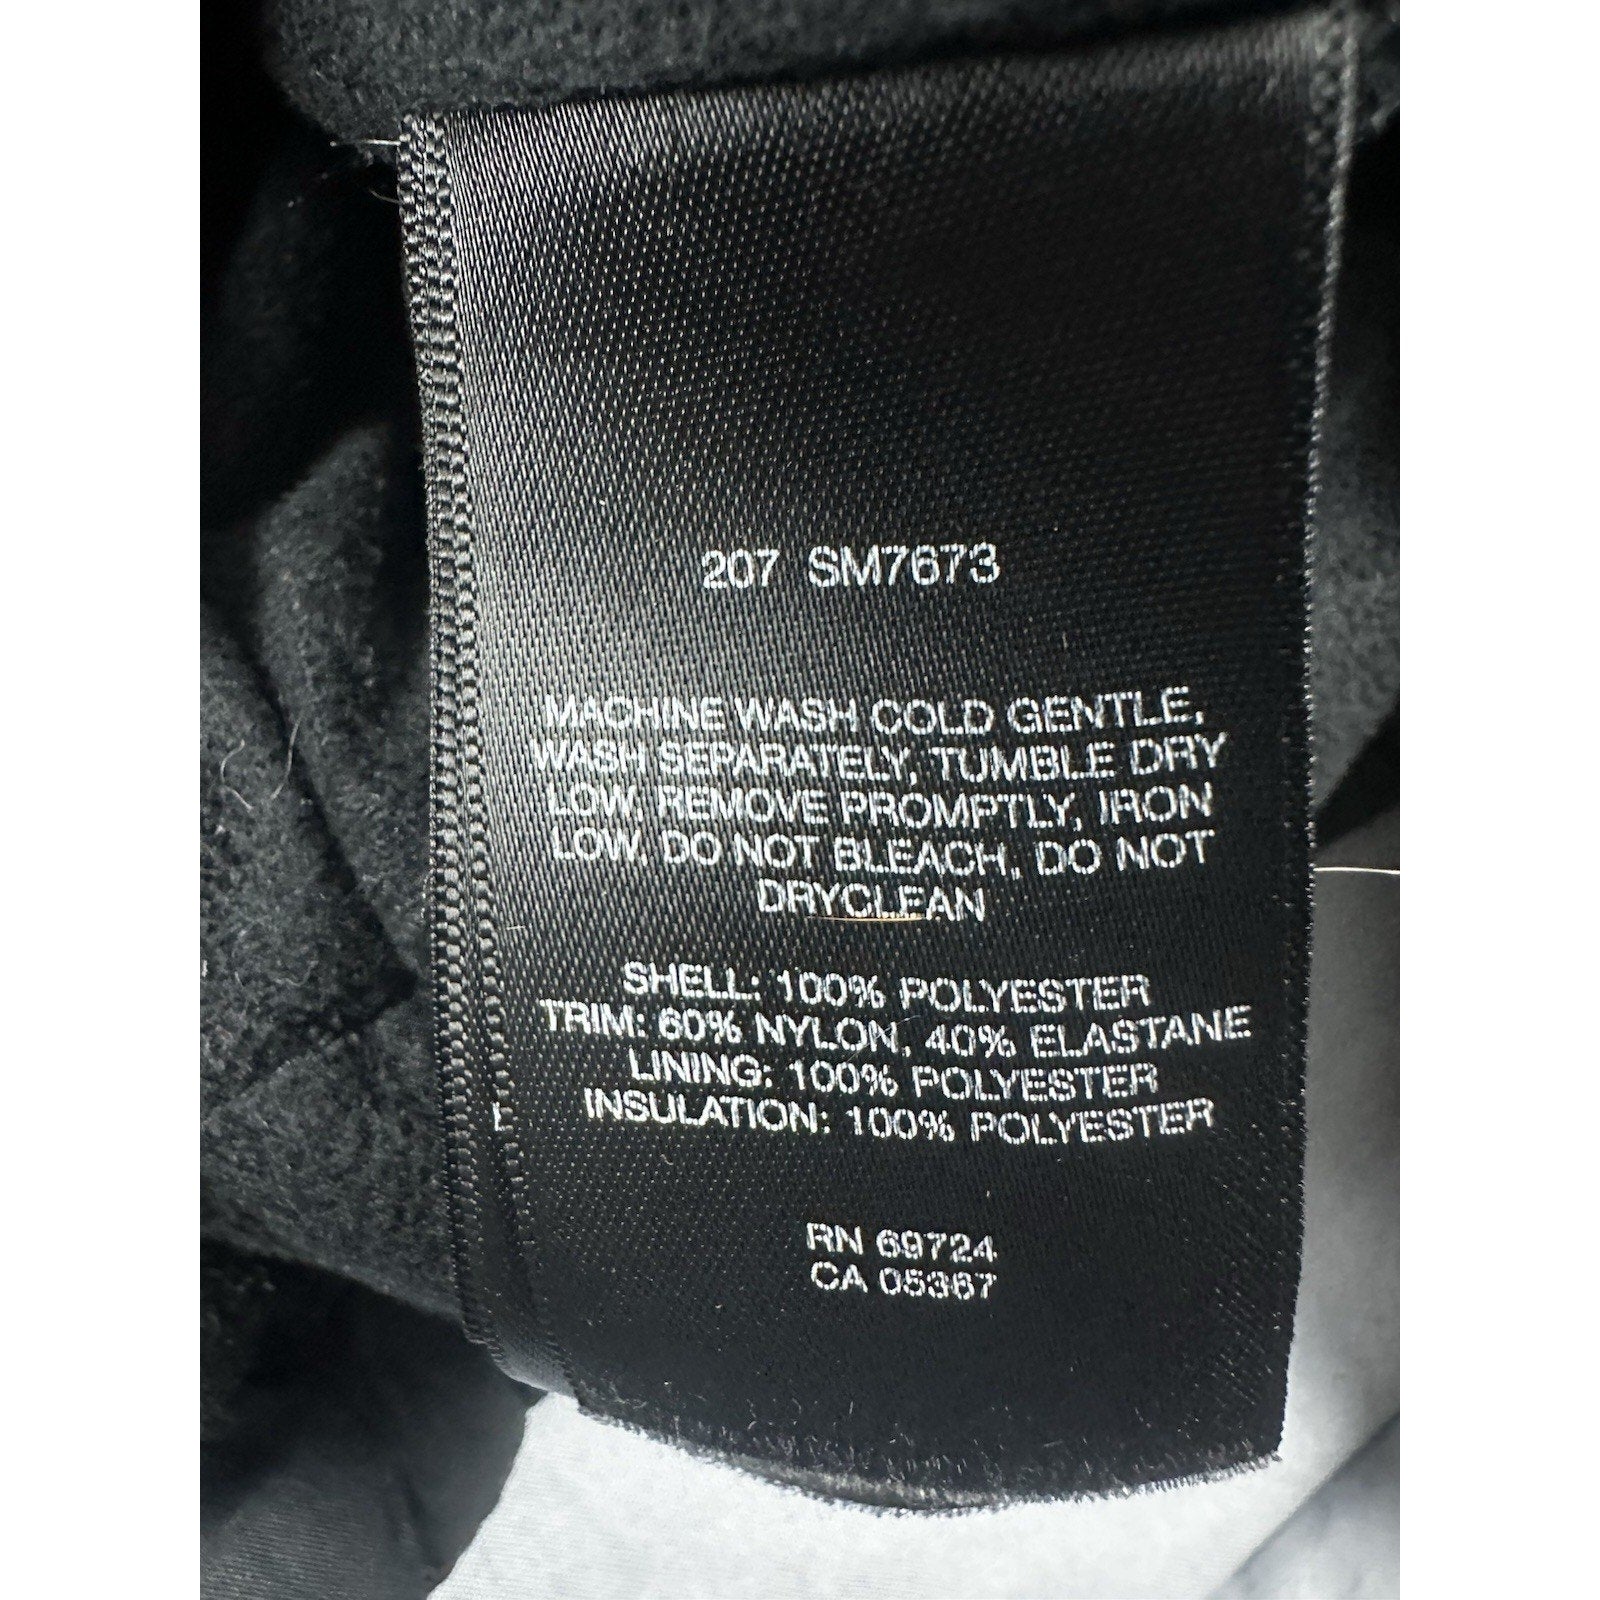 207 SM7673
MACHINE WASH COLD GENTLE,
WASH SEPARATELY, TUMBLE DRY
LOW, REMOVE PROMPTLY, IRON
LOW, DO NOT BLEACH, DO NOT
DRYCLEAN
SHELL: 100% POLYESTER
TRIM: 60% NYLON, 40% ELASTANE
LINING: 100% POLYESTER
INSULATION: 100% POLYESTER
RN 69724
CA 05367